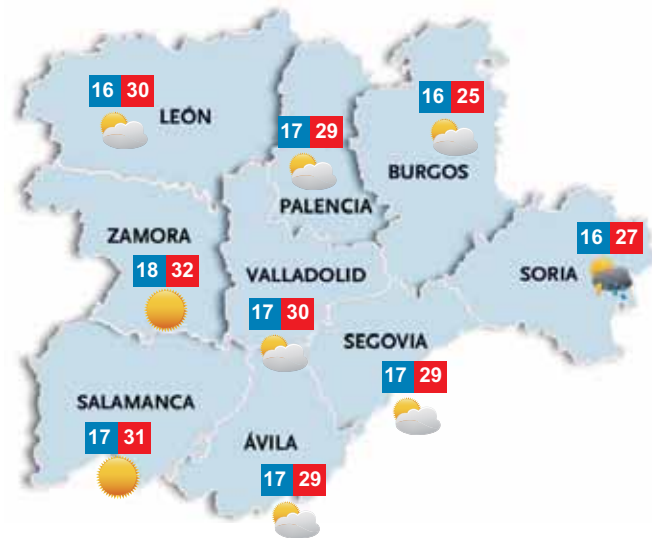 16 30
LEÓN
16 25
BURGOS
17 29
PALENCIA
ZAMORA
18 32
16 27
SORIA
VALLADOLID
17 30
SEGOVIA
17 29
SALAMANCA
17 31
ÁVILA
17 29